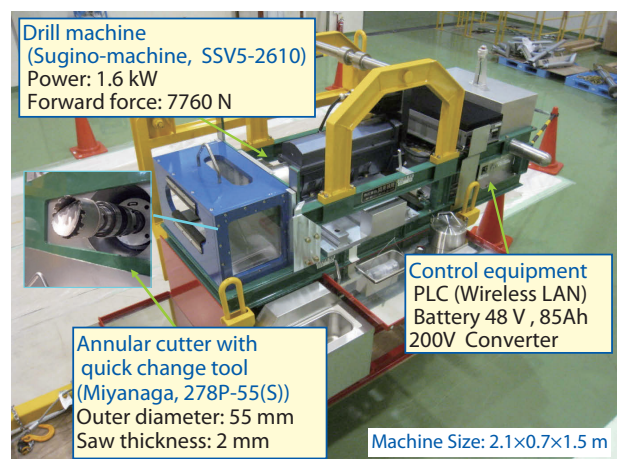 Drill machine
(Sugino-machine, SSV5-2610)
Power: 1.6 kW
Forward force: 7760 N
Control equipment
PLC (Wireless LAN)
Battery 48 V , 85Ah
200V Converter
Annular cutter with
quick change tool
(Miyanaga, 278P-55(S))
Outer diameter: 55 mm
Saw thickness: 2 mm
Machine Size: 2.1×0.7×1.5 m